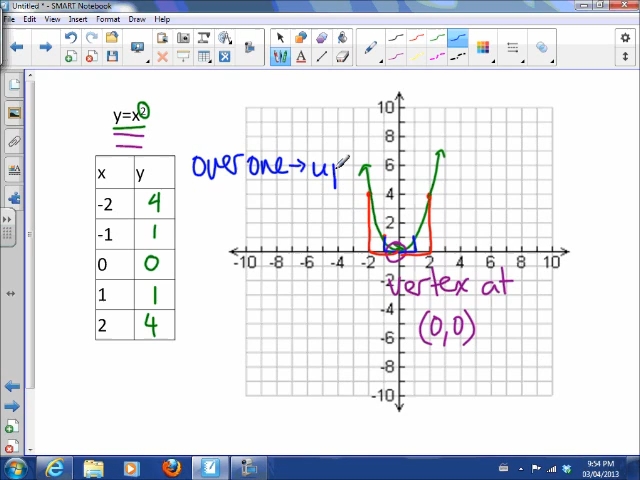 Untitled * - SMART Notebook
File Edit View Insert Format Tools Draw Help
y=x²
x y
-2 4
-1 1
0 0
1 1
2 4
over one → up
10
8
6
4
2
-10 -8 -6 -4 -2 2 4 6 8 10
-2
-4
-6
-8
-10
vertex at
(0,0)
9:54 PM
03/04/2013